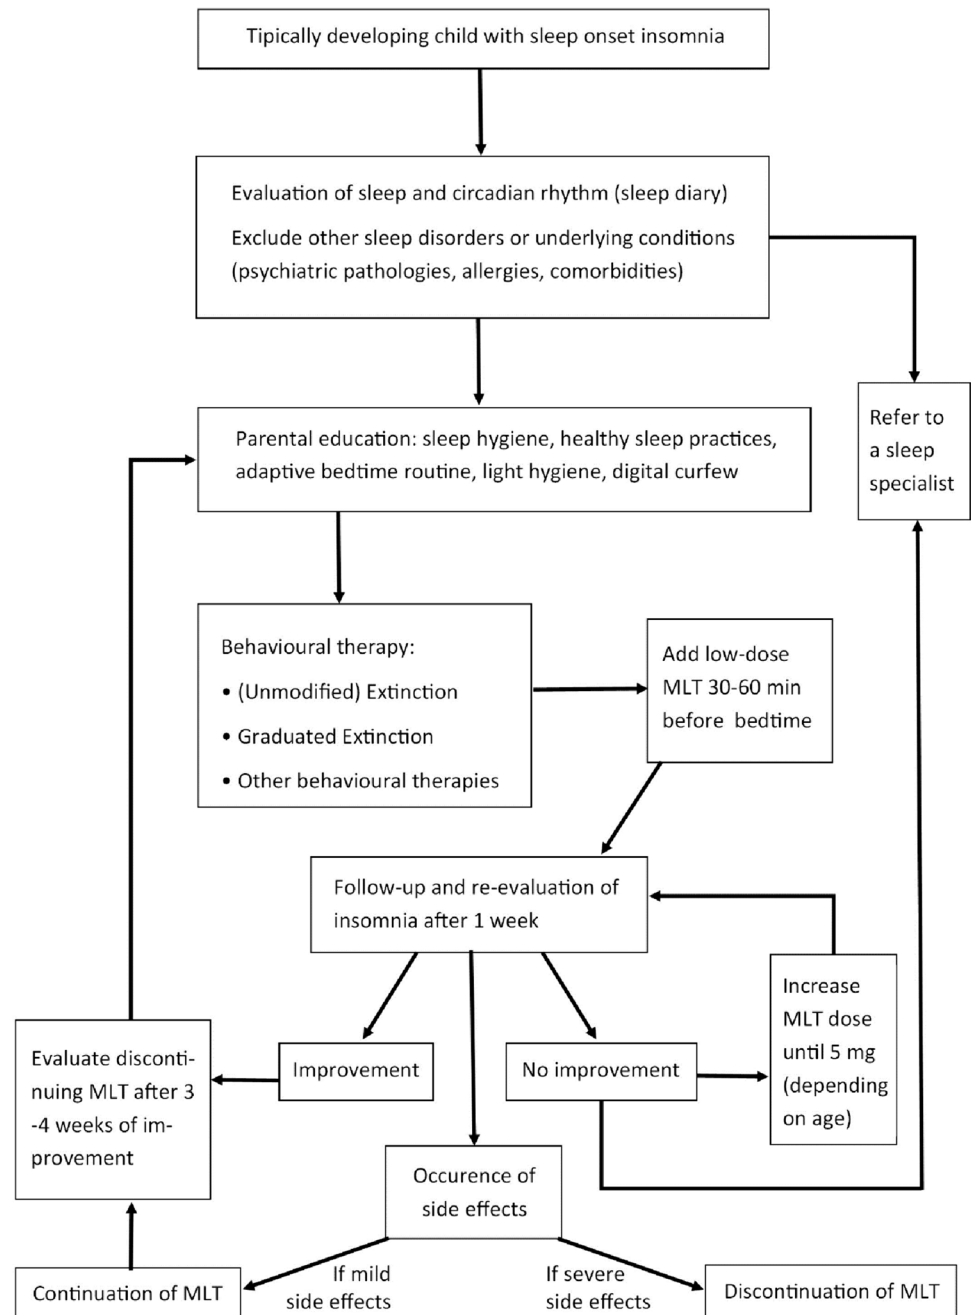 Tipically developing child with sleep onset insomnia
Evaluation of sleep and circadian rhythm (sleep diary)
Exclude other sleep disorders or underlying conditions
(psychiatric pathologies, allergies, comorbidities)
Refer to
a sleep
specialist
Parental education: sleep hygiene, healthy sleep practices,
adaptive bedtime routine, light hygiene, digital curfew
Behavioural therapy:
• (Unmodified) Extinction
• Graduated Extinction
• Other behavioural therapies
Add low-dose
MLT 30-60 min
before bedtime
Follow-up and re-evaluation of
insomnia after 1 week
Increase
MLT dose
until 5 mg
(depending
on age)
Evaluate disconti-
nuing MLT after 3
-4 weeks of im-
provement
Improvement
No improvement
Occurence of
side effects
Continuation of MLT
If mild
side effects
If severe
side effects
Discontinuation of MLT